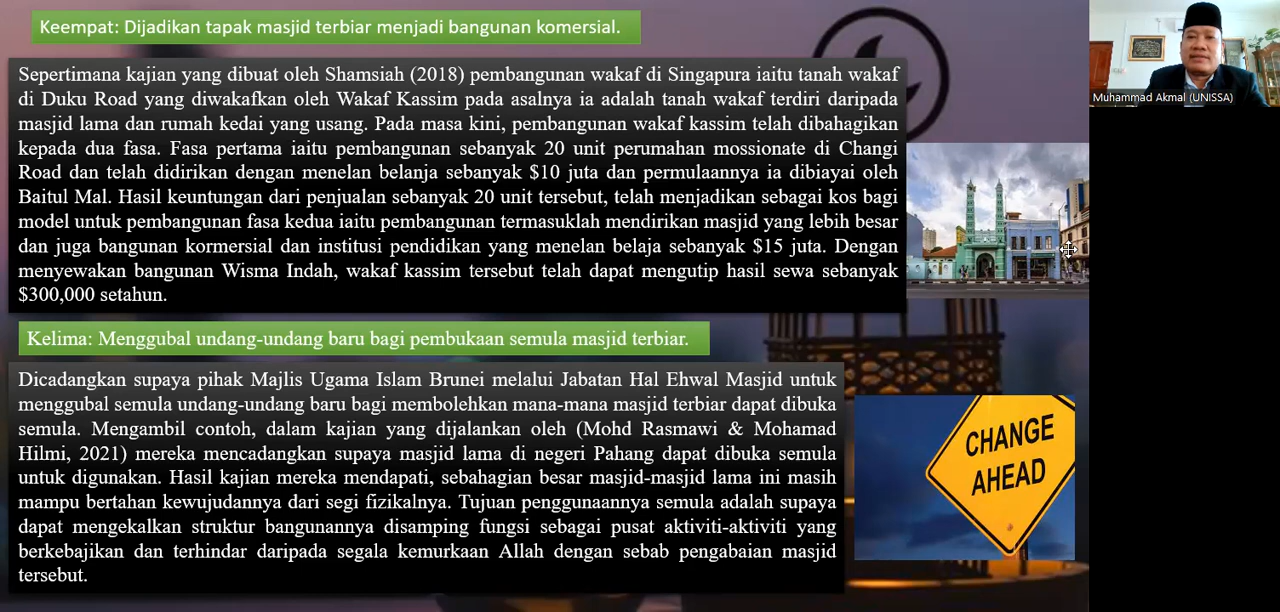 Keempat: Dijadikan tapak masjid terbiar menjadi bangunan komersial.
Sepertimana kajian yang dibuat oleh Shamsiah (2018) pembangunan wakaf di Singapura iaitu tanah wakaf
di Duku Road yang diwakafkan oleh Wakaf Kassim pada asalnya ia adalah tanah wakaf terdiri daripada
masjid lama dan rumah kedai yang usang. Pada masa kini, pembangunan wakaf kassim telah dibahagikan
kepada dua fasa. Fasa pertama iaitu pembangunan sebanyak 20 unit perumahan mossionate di Changi
Road dan telah didirikan dengan menelan belanja sebanyak $10 juta dan permulaannya ia dibiayai oleh
Baitul Mal. Hasil keuntungan dari penjualan sebanyak 20 unit tersebut, telah menjadikan sebagai kos bagi
model untuk pembangunan fasa kedua iaitu pembangunan termasuklah mendirikan masjid yang lebih besar
dan juga bangunan kormersial dan institusi pendidikan yang menelan belaja sebanyak $15 juta. Dengan
menyewakan bangunan Wisma Indah, wakaf kassim tersebut telah dapat mengutip hasil sewa sebanyak
$300,000 setahun.
Muhammad Akmal (UNISSA)
Kelima: Menggubal undang-undang baru bagi pembukaan semula masjid terbiar.
Dicadangkan supaya pihak Majlis Ugama Islam Brunei melalui Jabatan Hal Ehwal Masjid untuk
menggubal semula undang-undang baru bagi membolehkan mana-mana masjid terbiar dapat dibuka
semula. Mengambil contoh, dalam kajian yang dijalankan oleh (Mohd Rasmawi & Mohamad
Hilmi, 2021) mereka mencadangkan supaya masjid lama di negeri Pahang dapat dibuka semula
untuk digunakan. Hasil kajian mereka mendapati, sebahagian besar masjid-masjid lama ini masih
mampu bertahan kewujudannya dari segi fizikalnya. Tujuan penggunaannya semula adalah supaya
dapat mengekalkan struktur bangunannya disamping fungsi sebagai pusat aktiviti-aktiviti yang
berkebajikan dan terhindar daripada segala kemurkaan Allah dengan sebab pengabaian masjid
tersebut.
CHANGE
AHEAD